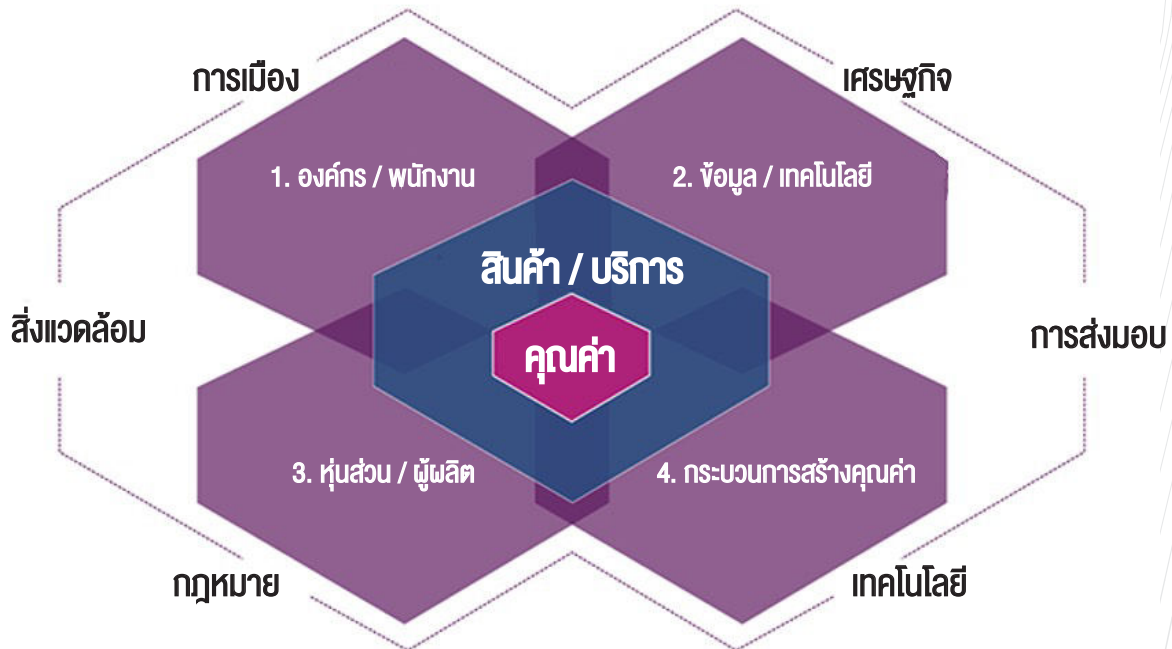 การเมือง
เศรษฐกิจ
1. องค์กร / พนักงาน
2. ข้อมูล / เทคโนโลยี
สินค้า / บริการ
สิ่งแวดล้อม
คุณค่า
การส่งมอบ
3. หุ่นส่วน / ผู้ผลิต
4. กระบวนการสร้างคุณค่า
กฎหมาย
เทคโนโลยี